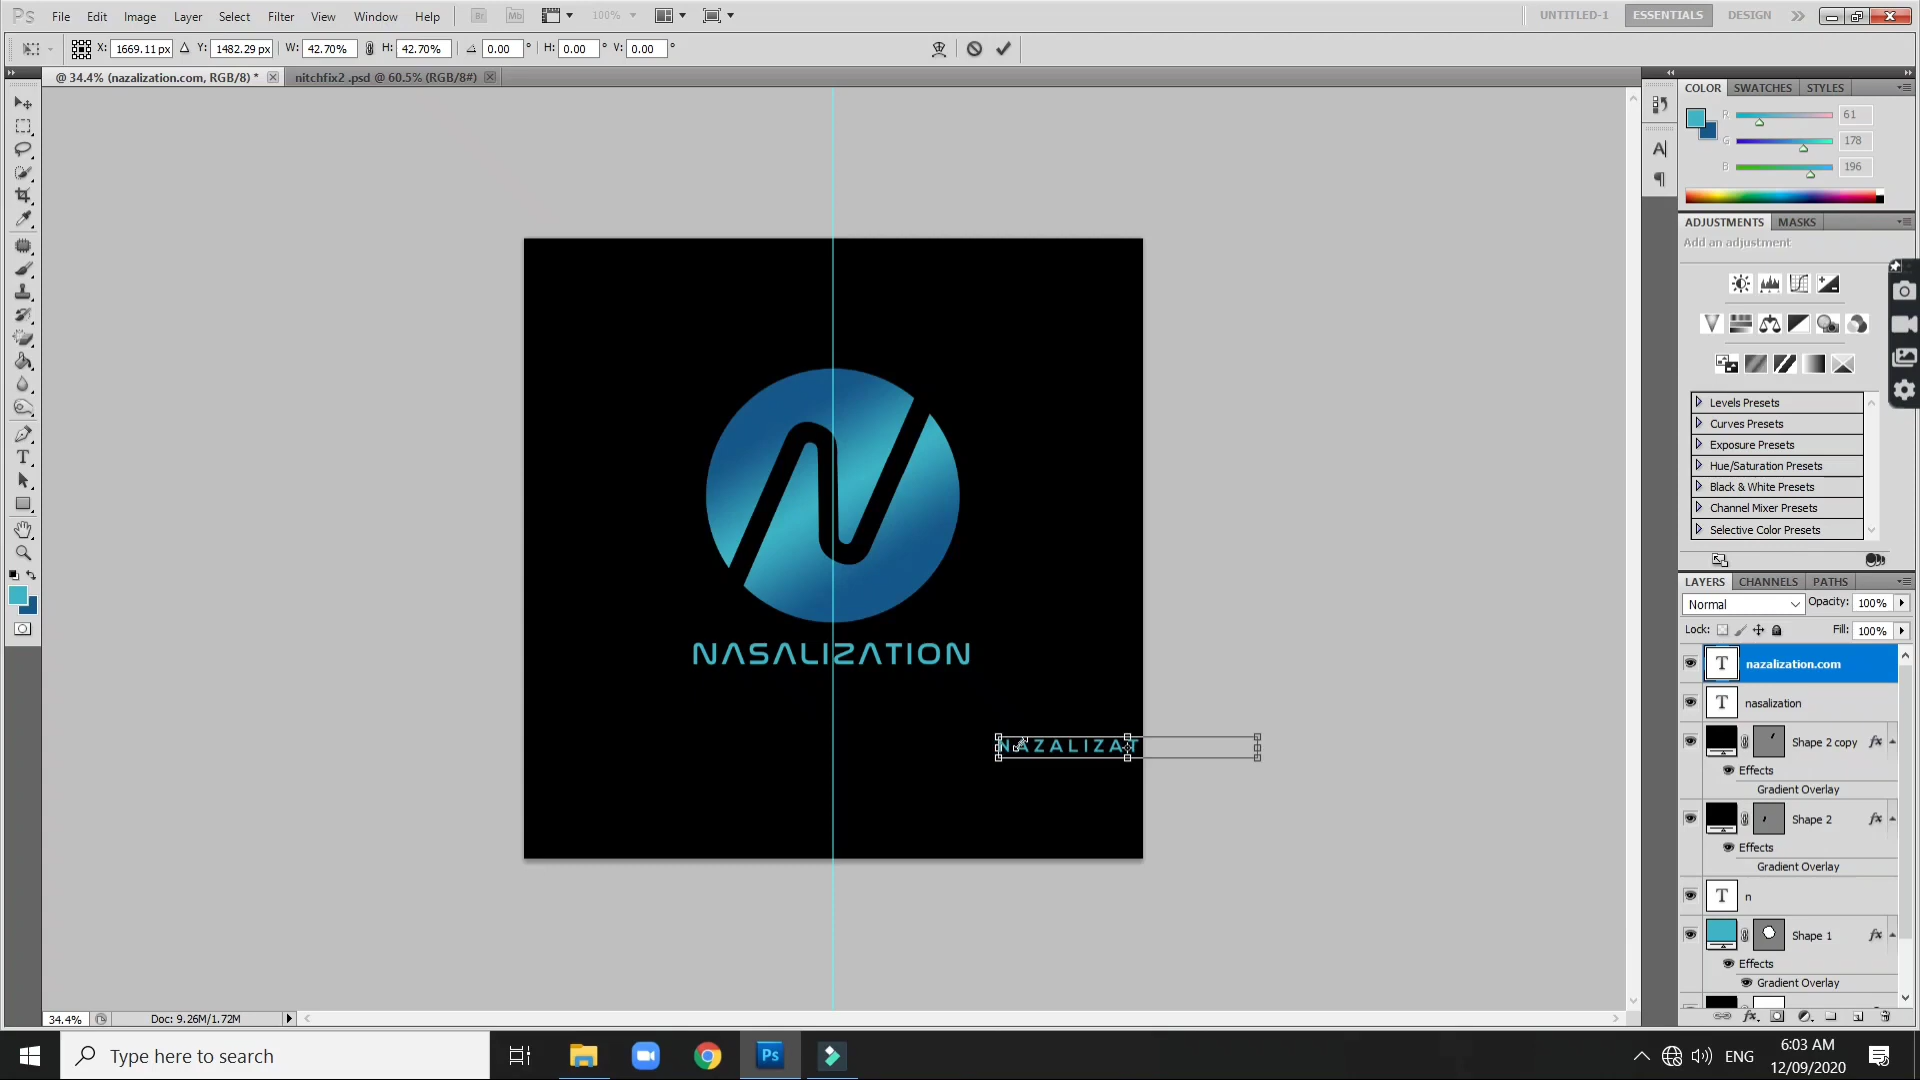 Ps File Edit Image Layer Select Filter View Window Help Br Mb 100% UNTITLED-1 ESSENTIALS DESIGN
X: 1669.11 px Y: 1482.29 px W: 42.70% H: 42.70% 0.00 ° H: 0.00 ° V: 0.00 °
@ 34.4% (nazalization.com, RGB/8) * nitchfix2 .psd @ 60.5% (RGB/8#)
COLOR SWATCHES STYLES
R 61
G 178
B 196
ADJUSTMENTS MASKS
Add an adjustment
Levels Presets
Curves Presets
Exposure Presets
Hue/Saturation Presets
Black & White Presets
Channel Mixer Presets
Selective Color Presets
NASALIZATION
NAZALIZAT
LAYERS CHANNELS PATHS
Normal Opacity: 100%
Lock: Fill: 100%
T nazalization.com
T nasalization
Shape 2 copy fx
Effects
Gradient Overlay
Shape 2 fx
Effects
Gradient Overlay
T n
Shape 1 fx
Effects
Gradient Overlay
34.4% Doc: 9.26M/1.72M
Type here to search
Ps
ENG
6:03 AM
12/09/2020